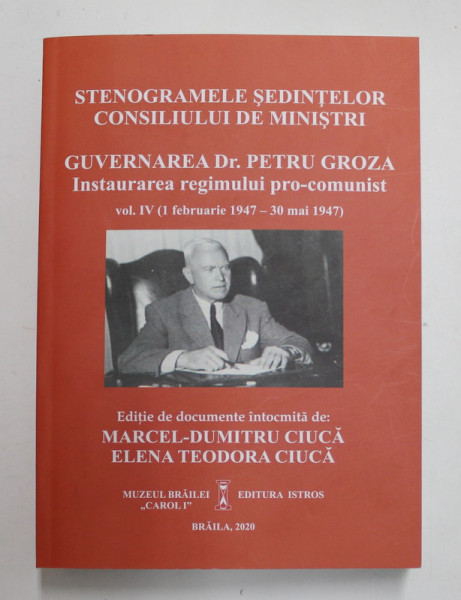 STENOGRAMELE ŞEDINŢELOR
CONSILIULUI DE MINIŞTRI
GUVERNAREA Dr. PETRU GROZA
Instaurarea regimului pro-comunist
vol. IV (1 februarie 1947 – 30 mai 1947)
Ediţie de documente întocmită de:
MARCEL-DUMITRU CIUCĂ
ELENA TEODORA CIUCĂ
MUZEUL BRĂILEI EDITURA ISTROS
„CAROL I”
BRĂILA, 2020